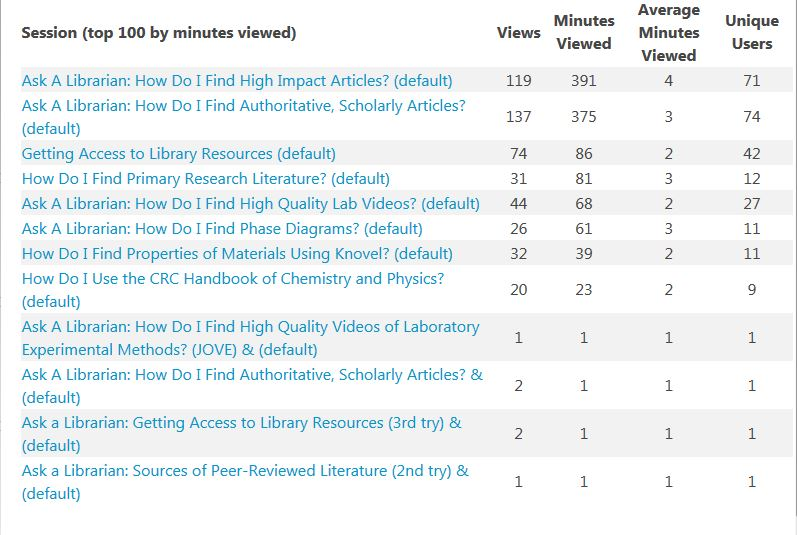 Session (top 100 by minutes viewed) Views Minutes Viewed Average Minutes Viewed Unique Users
Ask A Librarian: How Do I Find High Impact Articles? (default) 119 391 4 71
Ask A Librarian: How Do I Find Authoritative, Scholarly Articles?
(default) 137 375 3 74
Getting Access to Library Resources (default) 74 86 2 42
How Do I Find Primary Research Literature? (default) 31 81 3 12
Ask A Librarian: How Do I Find High Quality Lab Videos? (default) 44 68 2 27
Ask A Librarian: How Do I Find Phase Diagrams? (default) 26 61 3 11
How Do I Find Properties of Materials Using Knovel? (default) 32 39 2 11
How Do I Use the CRC Handbook of Chemistry and Physics?
(default) 20 23 2 9
Ask A Librarian: How Do I Find High Quality Videos of Laboratory
Experimental Methods? (JOVE) & (default) 1 1 1 1
Ask A Librarian: How Do I Find Authoritative, Scholarly Articles? &
(default) 2 1 1 1
Ask a Librarian: Getting Access to Library Resources (3rd try) &
(default) 2 1 1 1
Ask a Librarian: Sources of Peer-Reviewed Literature (2nd try) &
(default) 1 1 1 1